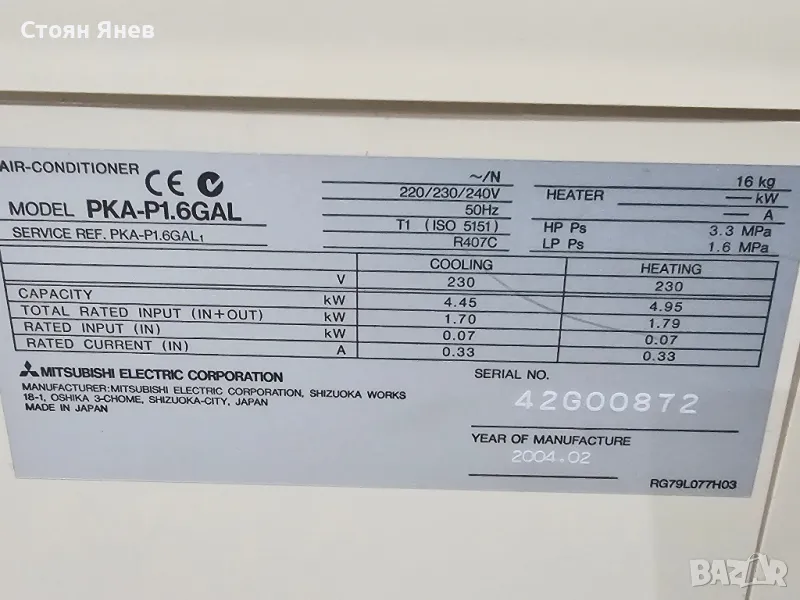 Стоян Янев
AIR-CONDITIONER
CE
MODEL PKA-P1.6GAL
SERVICE REF. PKA-P1.6GAL1
~/N
220/230/240V
50Hz
T1 (ISO 5151)
R407C
16 kg
HEATER — kW
— A
HP Ps 3.3 MPa
LP Ps 1.6 MPa
COOLING HEATING
V 230 230
CAPACITY kW 4.45 4.95
TOTAL RATED INPUT (IN+OUT) kW 1.70 1.79
RATED INPUT (IN) kW 0.07 0.07
RATED CURRENT (IN) A 0.33 0.33
MITSUBISHI ELECTRIC CORPORATION
MANUFACTURER:MITSUBISHI ELECTRIC CORPORATION, SHIZUOKA WORKS
18-1, OSHIKA 3-CHOME, SHIZUOKA-CITY, JAPAN
MADE IN JAPAN
SERIAL NO.
42G00872
YEAR OF MANUFACTURE
2004.02
RG79L077H03
BAZAR